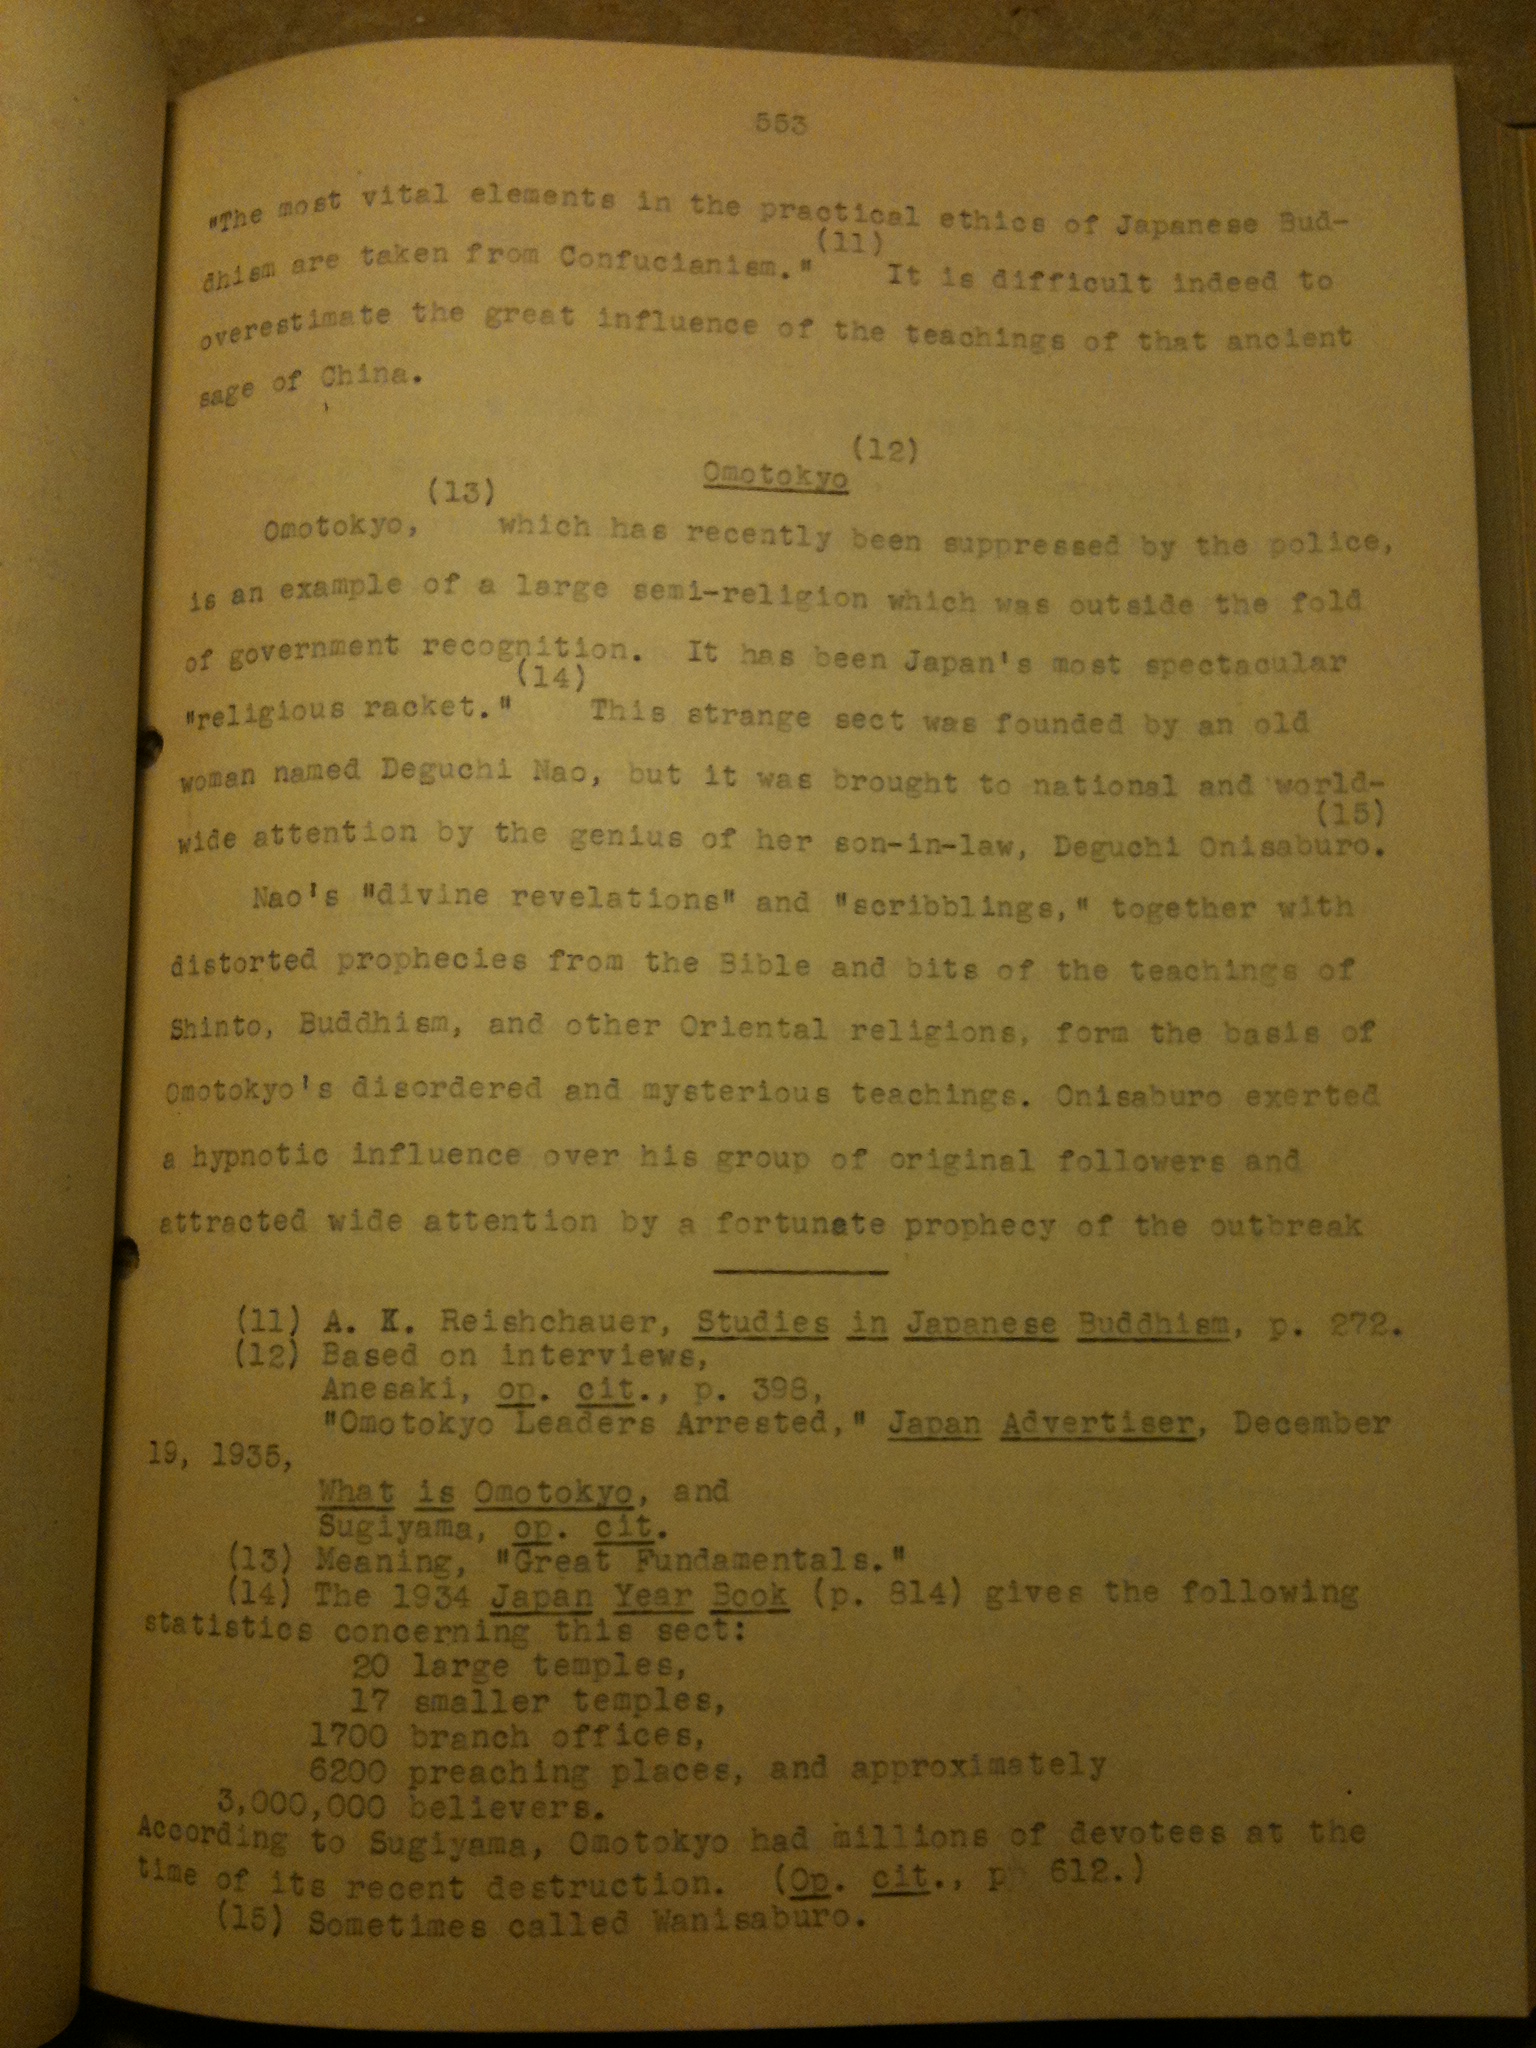 553
"The most vital elements in the practical ethics of Japanese Bud-
dhism are taken from Confucianism."(11) It is difficult indeed to
overestimate the great influence of the teachings of that ancient
sage of China.
Omotokyo(12)
Omotokyo,(13) which has recently been suppressed by the police,
is an example of a large semi-religion which was outside the fold
of government recognition. It has been Japan's most spectacular
"religious racket."(14) This strange sect was founded by an old
woman named Deguchi Nao, but it was brought to national and world-
wide attention by the genius of her son-in-law, Deguchi Onisaburo.(15)
Nao's "divine revelations" and "scribblings," together with
distorted prophecies from the Bible and bits of the teachings of
Shinto, Buddhism, and other Oriental religions, form the basis of
Omotokyo's disordered and mysterious teachings. Onisaburo exerted
a hypnotic influence over his group of original followers and
attracted wide attention by a fortunate prophecy of the outbreak
(11) A. K. Reishchauer, Studies in Japanese Buddhism, p. 272.
(12) Based on interviews,
Anesaki, op. cit., p. 398,
"Omotokyo Leaders Arrested," Japan Advertiser, December
19, 1935,
What is Omotokyo, and
Sugiyama, op. cit.
(13) Meaning, "Great Fundamentals."
(14) The 1934 Japan Year Book (p. 814) gives the following
statistics concerning this sect:
20 large temples,
17 smaller temples,
1700 branch offices,
6200 preaching places, and approximately
3,000,000 believers.
According to Sugiyama, Omotokyo had millions of devotees at the
time of its recent destruction. (Op. cit., p 612.)
(15) Sometimes called Wanisaburo.